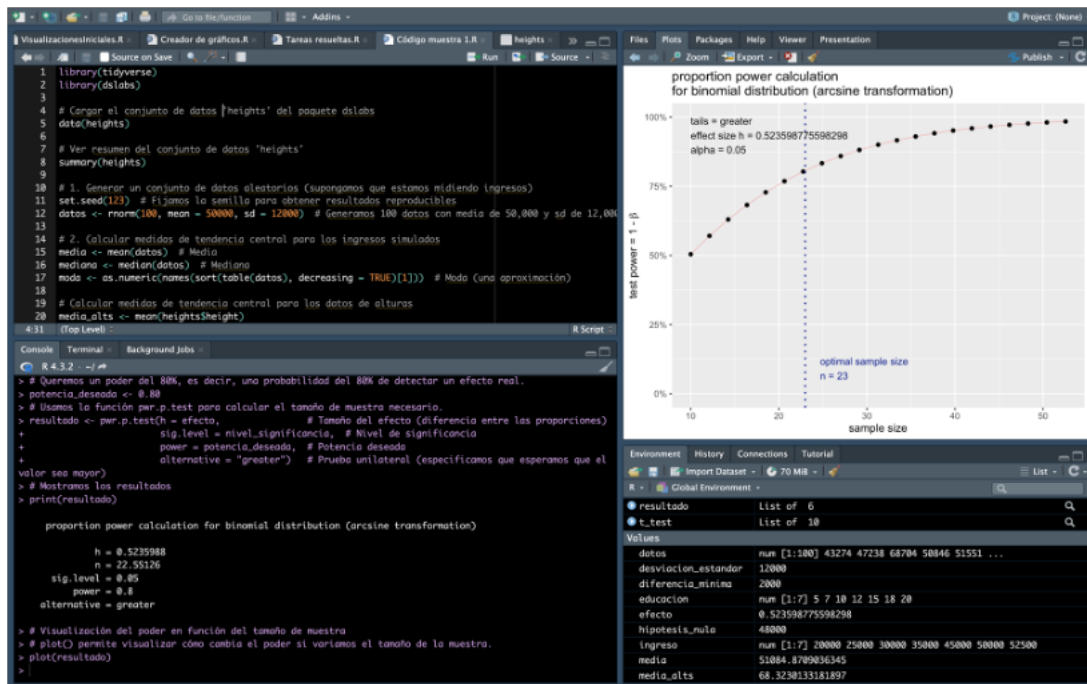 Go to file/function
Addins
Project: (None)
VisualizacionesIniciales.R
Creador de gráficos.R
Tareas resueltas.R
Código muestra 1.R
heights
Source on Save
Run
Source
1 library(tidyverse)
2 library(dslabs)
3
4 # Cargar el conjunto de datos 'heights' del paquete dslabs
5 data(heights)
6
7 # Ver resumen del conjunto de datos "heights"
8 summary(heights)
9
10 # 1. Generar un conjunto de datos aleatorios (supongamos que estamos midiendo ingresos)
11 set.seed(123)  # Fijamos la semilla para obtener resultados reproducibles
12 datos <- rnorm(100, mean = 50000, sd = 12000)  # Generamos 100 datos con media de 50,000 y sd de 12,000
13
14 # 2. Calcular medidas de tendencia central para los ingresos simulados
15 media <- mean(datos)  # Media
16 mediana <- median(datos)  # Mediana
17 moda <- as.numeric(names(sort(table(datos), decreasing = TRUE)[1]))  # Moda (una aproximación)
18
19 # Calcular medidas de tendencia central para los datos de alturas
20 media_alts <- mean(heights$height)
4:31 (Top Level)
R Script
Console
Terminal
Background Jobs
R 4.3.2 · ~/
> # Queremos un poder del 80%, es decir, una probabilidad del 80% de detectar un efecto real.
> potencia_deseada <- 0.80
> # Usamos la función pwr.p.test para calcular el tamaño de muestra necesario.
> resultado <- pwr.p.test(h = efecto,  # Tamaño del efecto (diferencia entre las proporciones)
+ sig.level = nivel_significancia,  # Nivel de significancia
+ power = potencia_deseada,  # Potencia deseada
+ alternative = "greater")  # Prueba unilateral (especificamos que esperamos que el
valor sea mayor)
> # Mostramos los resultados
> print(resultado)
proportion power calculation for binomial distribution (arcsine transformation)
h = 0.5235988
n = 22.55126
sig.level = 0.05
power = 0.8
alternative = greater
> # Visualización del poder en función del tamaño de muestra
> # plot() permite visualizar cómo cambia el poder si variamos el tamaño de la muestra.
> plot(resultado)
>
Files
Plots
Packages
Help
Viewer
Presentation
Zoom
Export
Publish
proportion power calculation
for binomial distribution (arcsine transformation)
tails = greater
effect size h = 0.523598775598298
alpha = 0.05
100%
75%
50%
25%
0%
test power = 1 - β
optimal sample size
n = 23
10
20
30
40
50
sample size
Environment
History
Connections
Tutorial
Import Dataset
70 MiB
List
R
Global Environment
resultado List of 6
t_test List of 10
Values
datos num [1:100] 43274 47238 68704 50846 51551 ...
desviacion_estandar 12000
diferencia_minima 2000
educacion num [1:7] 5 7 10 12 15 18 20
efecto 0.523598775598298
hipotesis_nula 48000
ingreso num [1:7] 20000 25000 30000 35000 45000 50000 52500
media 51084.8709036345
media_alts 68.3230133181897